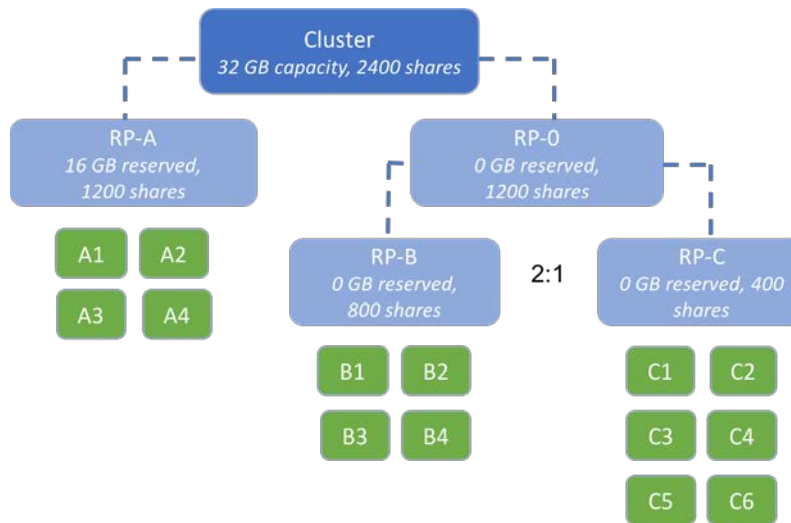 Cluster
32 GB capacity, 2400 shares
RP-A
16 GB reserved,
1200 shares
RP-0
0 GB reserved,
1200 shares
A1
A2
A3
A4
RP-B
0 GB reserved,
800 shares
2:1
RP-C
0 GB reserved, 400
shares
B1
B2
B3
B4
C1
C2
C3
C4
C5
C6